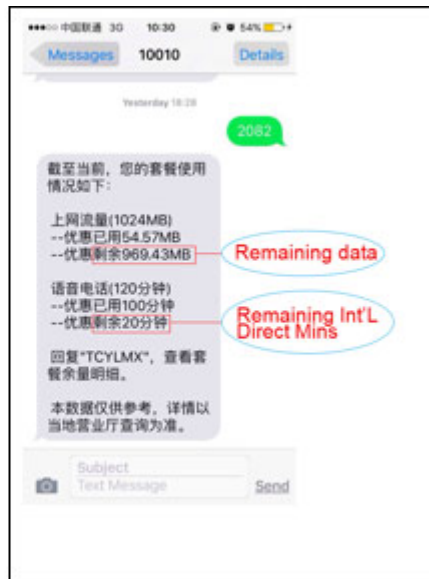 中国联通 3G 10:30 54%
Messages 10010 Details
Yesterday 18:28
2082
截至当前，您的套餐使用
情况如下：
上网流量(1024MB)
--优惠已用54.57MB
--优惠剩余969.43MB
Remaining data
语音电话(120分钟)
--优惠已用100分钟
--优惠剩余20分钟
Remaining Int'L
Direct Mins
回复"TCYLMX"，查看套
餐余量明细。
本数据仅供参考，详情以
当地营业厅查询为准。
Subject
Text Message Send